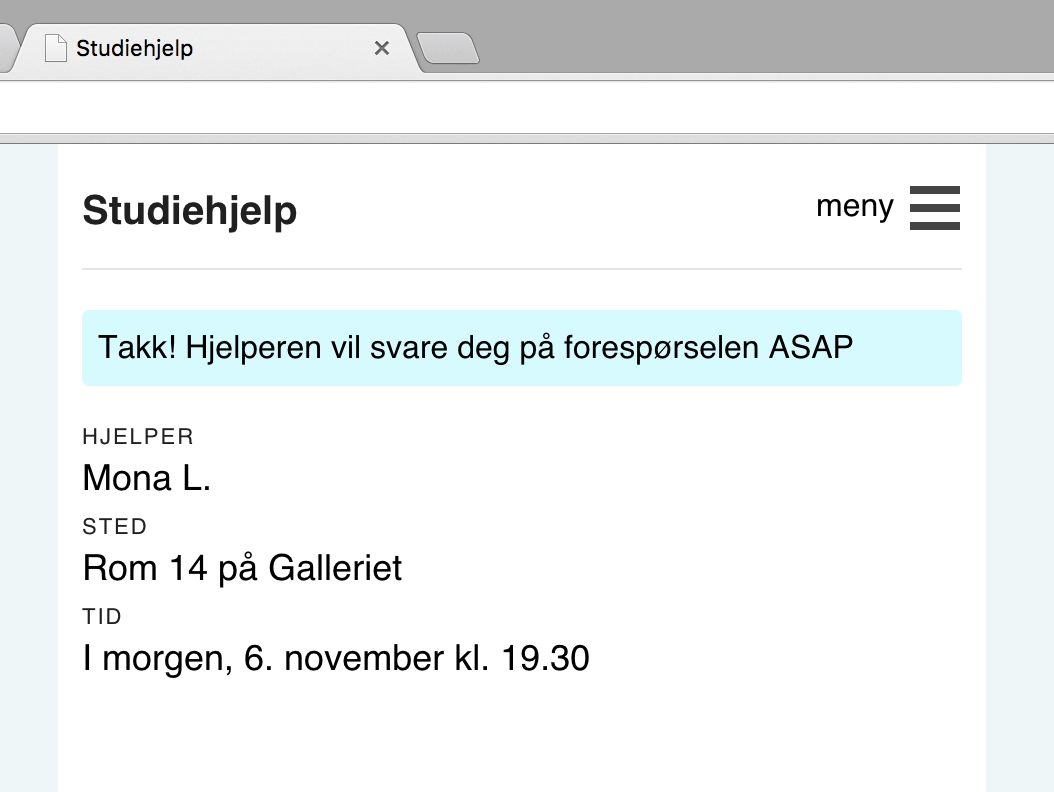 Studiehjelp
Studiehjelp
meny
Takk! Hjelperen vil svare deg på forespørselen ASAP
HJELPER
Mona L.
STED
Rom 14 på Galleriet
TID
I morgen, 6. november kl. 19.30